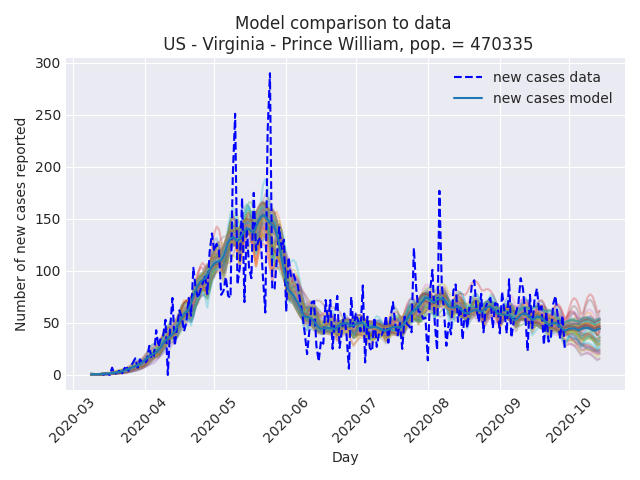 Model comparison to data
US - Virginia - Prince William, pop. = 470335
300
250
200
150
100
50
0
Number of new cases reported
new cases data
new cases model
2020-03
2020-04
2020-05
2020-06
2020-07
2020-08
2020-09
2020-10
Day